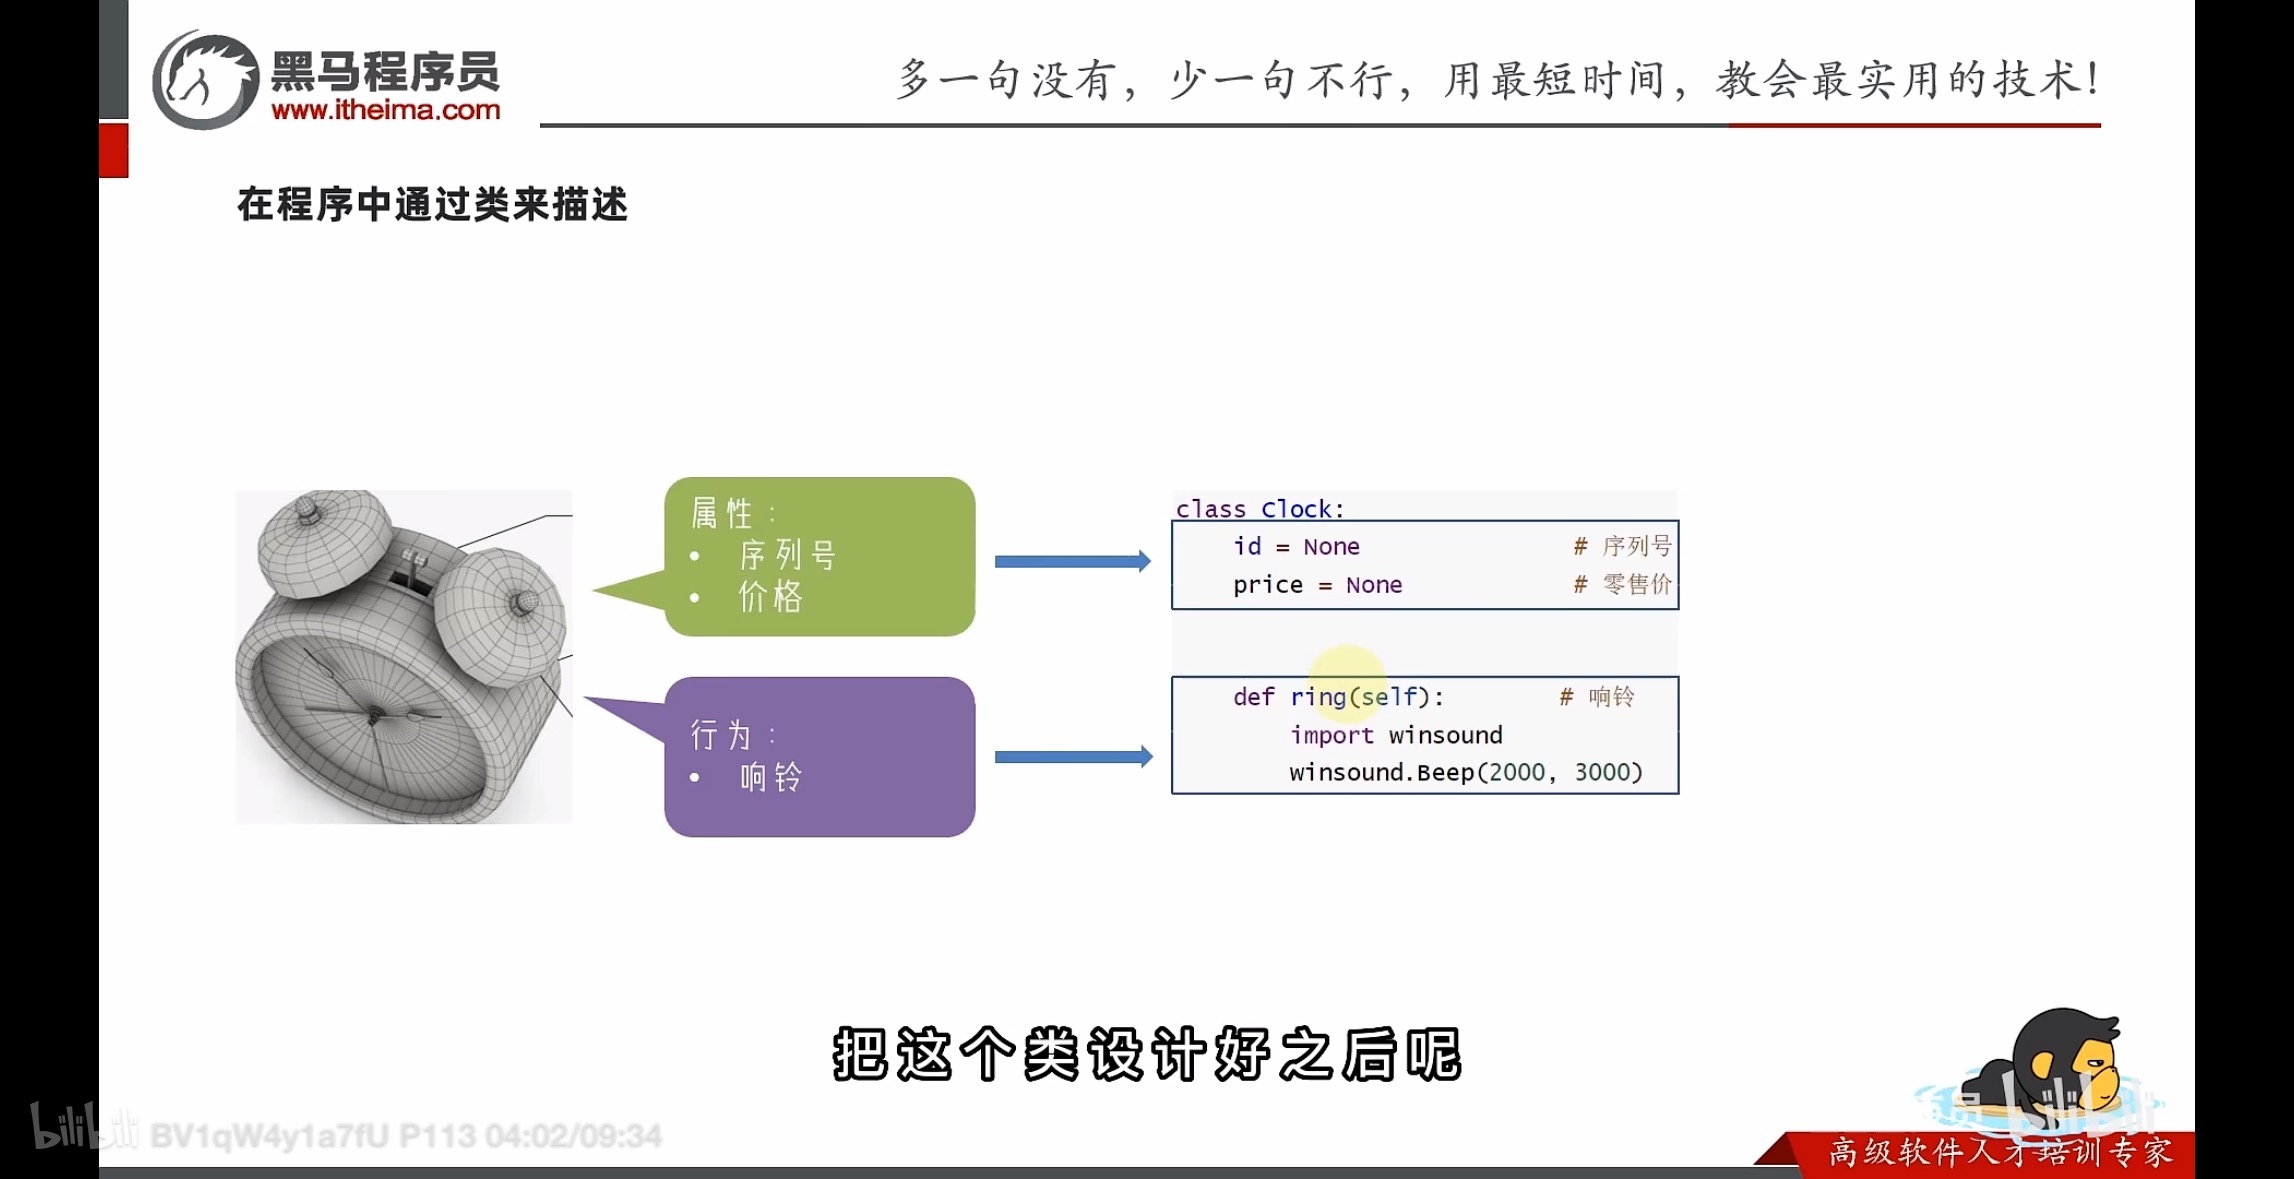 黑马程序员
www.itheima.com
多一句没有，少一句不行，用最短时间，教会最实用的技术！
在程序中通过类来描述
属性：
• 序列号
• 价格
行为：
• 响铃
class Clock:
id = None # 序列号
price = None # 零售价
def ring(self): # 响铃
import winsound
winsound.Beep(2000, 3000)
把这个类设计好之后呢
bilibili BV1qW4y1a7fU P113 04:02/09:34
bilibili
高级软件人才培训专家